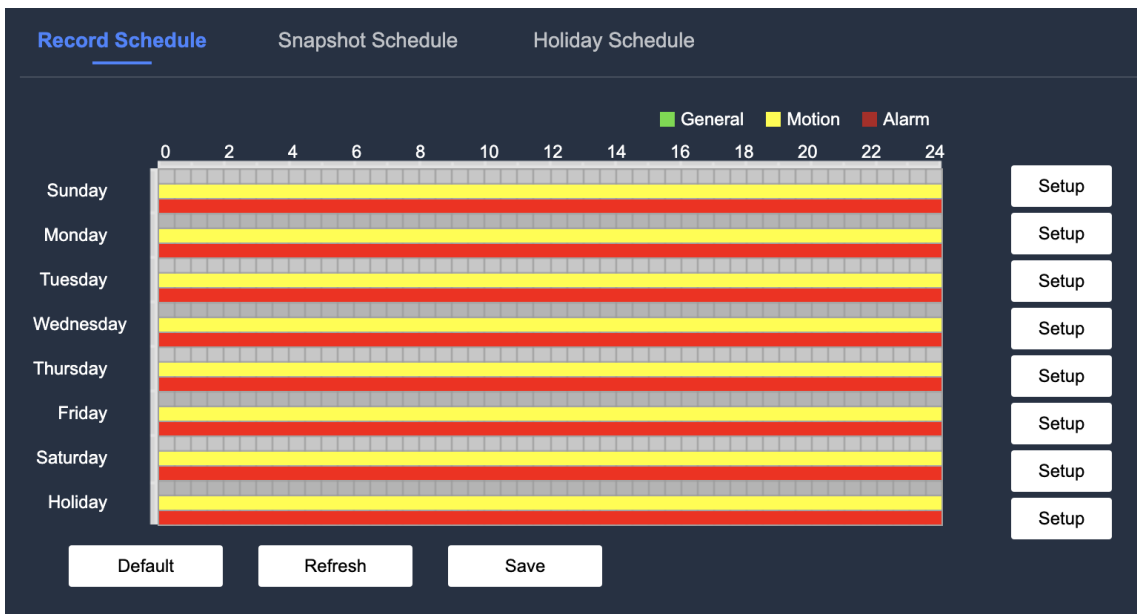 Record Schedule Snapshot Schedule Holiday Schedule
General Motion Alarm
0 2 4 6 8 10 12 14 16 18 20 22 24
Sunday Setup
Monday Setup
Tuesday Setup
Wednesday Setup
Thursday Setup
Friday Setup
Saturday Setup
Holiday Setup
Default Refresh Save